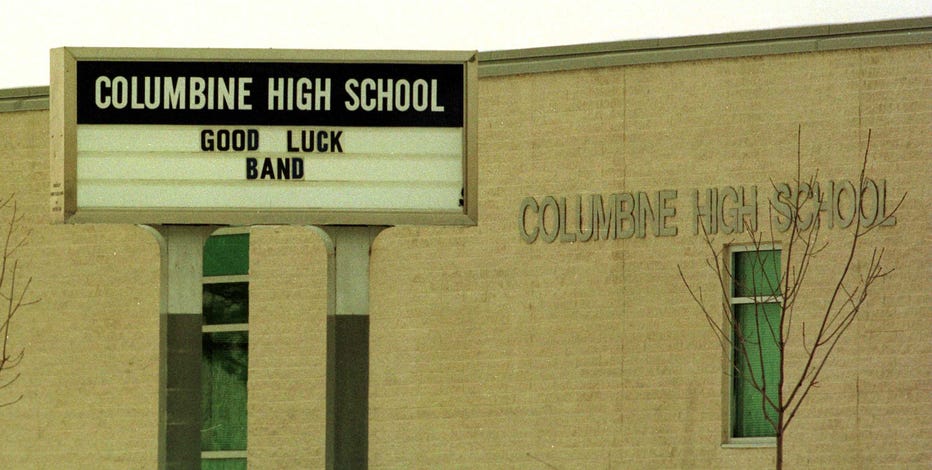 COLUMBINE HIGH SCHOOL
GOOD LUCK
BAND
COLUMBINE HIGH SCHOOL